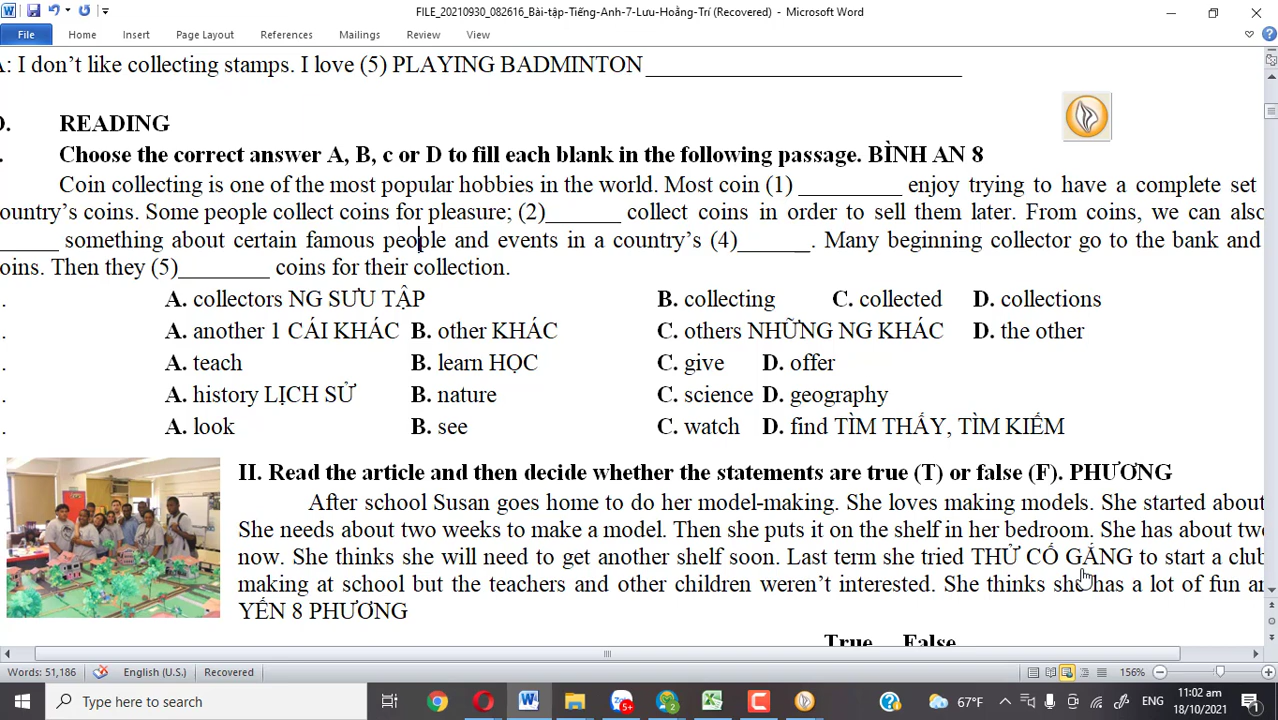 FILE_20210930_082616_Bài-tập-Tiếng-Anh-7-Lưu-Hoằng-Trí (Recovered) - Microsoft Word
File Home Insert Page Layout References Mailings Review View
A: I don't like collecting stamps. I love (5) PLAYING BADMINTON ______________________________
D. READING
. Choose the correct answer A, B, c or D to fill each blank in the following passage. BÌNH AN 8
Coin collecting is one of the most popular hobbies in the world. Most coin (1) _________ enjoy trying to have a complete set
ountry's coins. Some people collect coins for pleasure; (2)______ collect coins in order to sell them later. From coins, we can also
_____ something about certain famous people and events in a country's (4)______. Many beginning collector go to the bank and
oins. Then they (5)________ coins for their collection.
. A. collectors NG SƯU TẬP B. collecting C. collected D. collections
. A. another 1 CÁI KHÁC B. other KHÁC C. others NHỮNG NG KHÁC D. the other
. A. teach B. learn HỌC C. give D. offer
. A. history LỊCH SỬ B. nature C. science D. geography
. A. look B. see C. watch D. find TÌM THẤY, TÌM KIẾM
II. Read the article and then decide whether the statements are true (T) or false (F). PHƯƠNG
After school Susan goes home to do her model-making. She loves making models. She started about
She needs about two weeks to make a model. Then she puts it on the shelf in her bedroom. She has about two
now. She thinks she will need to get another shelf soon. Last term she tried THỬ CỐ GẮNG to start a club
making at school but the teachers and other children weren't interested. She thinks she has a lot of fun an
YẾN 8 PHƯƠNG
True False
Words: 51,186 English (U.S.) Recovered 156%
Type here to search 5+ 2 67°F ENG 11:02 am
18/10/2021 1